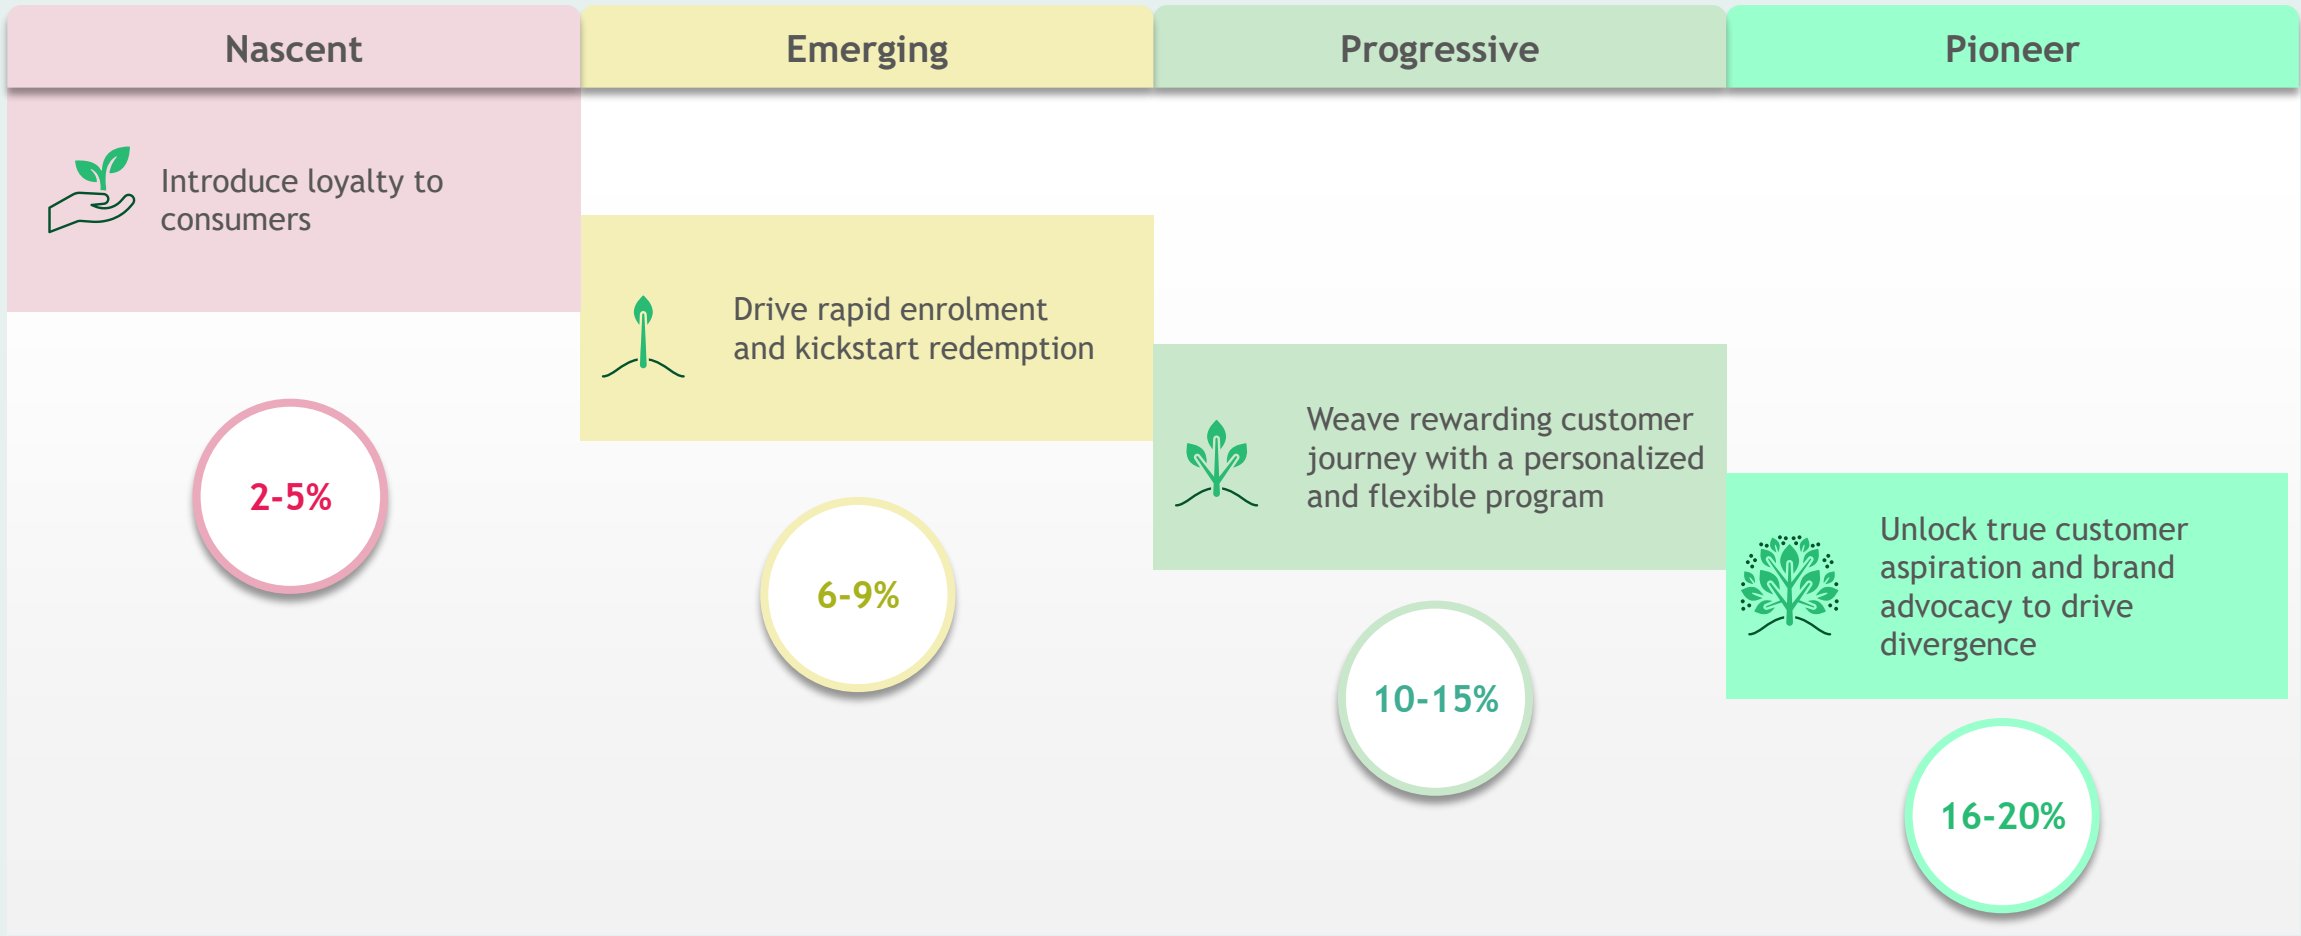 Nascent
Emerging
Progressive
Pioneer
Introduce loyalty to
consumers
Drive rapid enrolment
and kickstart redemption
Weave rewarding customer
journey with a personalized
and flexible program
Unlock true customer
aspiration and brand
advocacy to drive
divergence
2-5%
6-9%
10-15%
16-20%